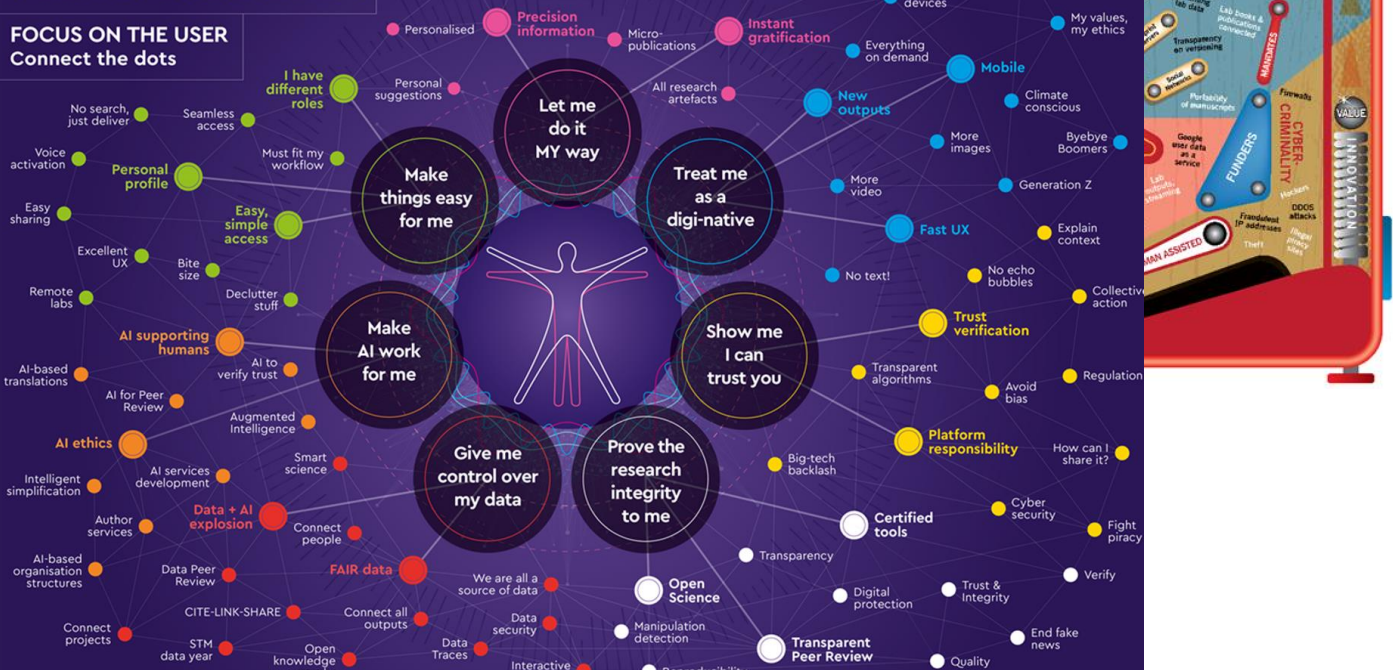 FOCUS ON THE USER
Connect the dots
Personalised
Precision
information
Micro-
publications
Instant
gratification
devices
My values,
my ethics
Everything
on demand
Mobile
I have
different
roles
Personal
suggestions
All research
artefacts
New
outputs
Climate
conscious
No search,
just deliver
Seamless
access
Let me
do it
MY way
More
images
Byebye
Boomers
Voice
activation
Must fit my
workflow
Personal
profile
Make
things easy
for me
Treat me
as a
digi-native
More
video
Generation Z
Easy
sharing
Easy,
simple
access
Fast UX
Explain
context
Excellent
UX
Bite
size
No text!
No echo
bubbles
Remote
labs
Declutter
stuff
Collective
action
AI supporting
humans
Make
AI work
for me
Show me
I can
trust you
Trust
verification
AI-based
translations
AI to
verify trust
Transparent
algorithms
Regulation
AI for Peer
Review
Avoid
bias
Augmented
Intelligence
AI ethics
Give me
control over
my data
Prove the
research
integrity
to me
Platform
responsibility
How can I
share it?
Smart
science
Big-tech
backlash
Intelligent
simplification
AI services
development
Data + AI
explosion
Cyber
security
Author
services
Connect
people
Certified
tools
Fight
piracy
AI-based
organisation
structures
Data Peer
Review
FAIR data
We are all a
source of data
Transparency
Open
Science
Digital
protection
Trust &
Integrity
Verify
CITE-LINK-SHARE
Connect all
outputs
Data
security
Manipulation
detection
Connect
projects
STM
data year
Open
knowledge
Data
Traces
Interactive
Transparent
Peer Review
End fake
news
Quality
Reproducibility
lab data
Lab books &
publications
connected
MANDATES
Transparency
on versioning
Social
Networks
Portability
of manuscripts
Firewalls
VALUE
CYBER-
CRIMINALITY
FUNDERS
Google
user data
as a
service
INNOVATION
Lab
outputs,
streaming
Hackers
DDOS
attacks
Fraudulent
IP addresses
Illegal
piracy
sites
Theft
MAN ASSISTED